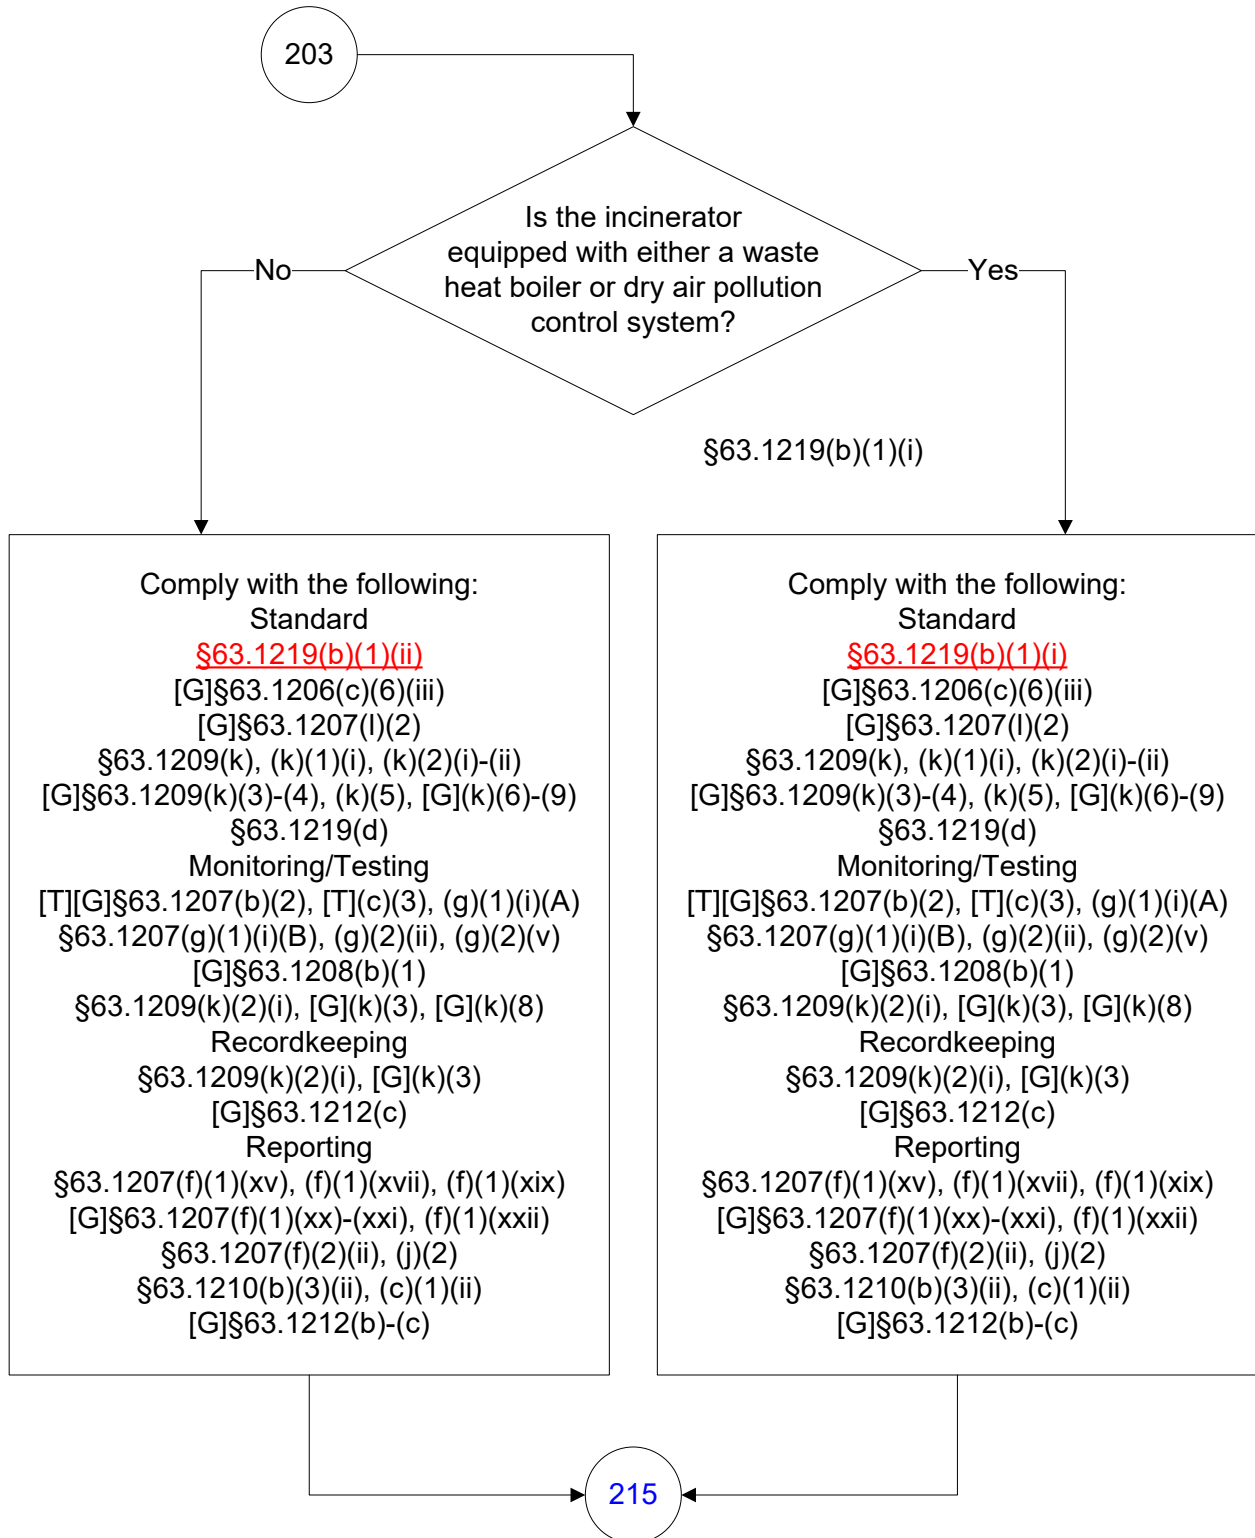 203
Is the incinerator
equipped with either a waste
heat boiler or dry air pollution
control system?
No
Yes
§63.1219(b)(1)(i)
Comply with the following:
Standard
§63.1219(b)(1)(ii)
[G]§63.1206(c)(6)(iii)
[G]§63.1207(l)(2)
§63.1209(k), (k)(1)(i), (k)(2)(i)-(ii)
[G]§63.1209(k)(3)-(4), (k)(5), [G](k)(6)-(9)
§63.1219(d)
Monitoring/Testing
[T][G]§63.1207(b)(2), [T](c)(3), (g)(1)(i)(A)
§63.1207(g)(1)(i)(B), (g)(2)(ii), (g)(2)(v)
[G]§63.1208(b)(1)
§63.1209(k)(2)(i), [G](k)(3), [G](k)(8)
Recordkeeping
§63.1209(k)(2)(i), [G](k)(3)
[G]§63.1212(c)
Reporting
§63.1207(f)(1)(xv), (f)(1)(xvii), (f)(1)(xix)
[G]§63.1207(f)(1)(xx)-(xxi), (f)(1)(xxii)
§63.1207(f)(2)(ii), (j)(2)
§63.1210(b)(3)(ii), (c)(1)(ii)
[G]§63.1212(b)-(c)
Comply with the following:
Standard
§63.1219(b)(1)(i)
[G]§63.1206(c)(6)(iii)
[G]§63.1207(l)(2)
§63.1209(k), (k)(1)(i), (k)(2)(i)-(ii)
[G]§63.1209(k)(3)-(4), (k)(5), [G](k)(6)-(9)
§63.1219(d)
Monitoring/Testing
[T][G]§63.1207(b)(2), [T](c)(3), (g)(1)(i)(A)
§63.1207(g)(1)(i)(B), (g)(2)(ii), (g)(2)(v)
[G]§63.1208(b)(1)
§63.1209(k)(2)(i), [G](k)(3), [G](k)(8)
Recordkeeping
§63.1209(k)(2)(i), [G](k)(3)
[G]§63.1212(c)
Reporting
§63.1207(f)(1)(xv), (f)(1)(xvii), (f)(1)(xix)
[G]§63.1207(f)(1)(xx)-(xxi), (f)(1)(xxii)
§63.1207(f)(2)(ii), (j)(2)
§63.1210(b)(3)(ii), (c)(1)(ii)
[G]§63.1212(b)-(c)
215